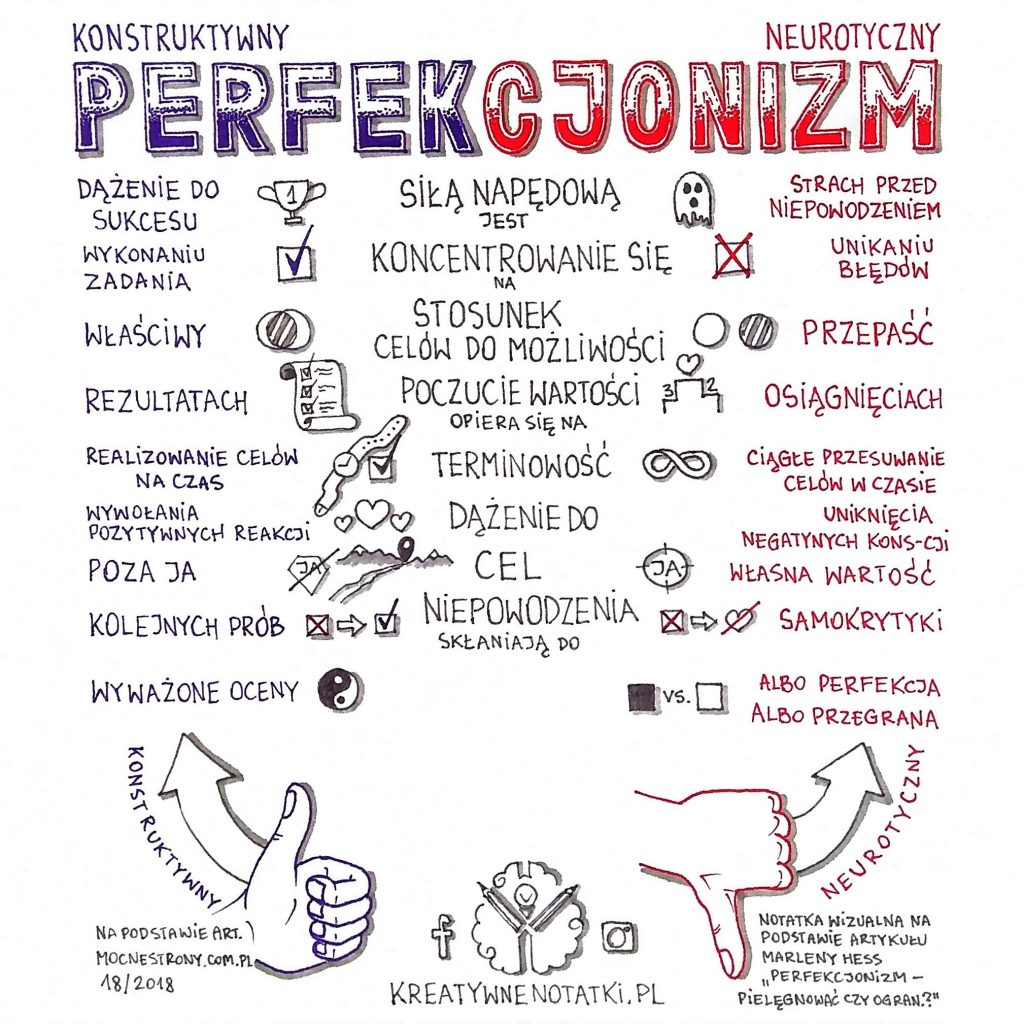 KONSTRUKTYWNY NEUROTYCZNY
PERFEKCJONIZM
DĄŻENIE DO
SUKCESU
1
SIŁĄ NAPĘDOWĄ
JEST
STRACH PRZED
NIEPOWODZENIEM
WYKONANIU
ZADANIA
KONCENTROWANIE SIĘ
NA
UNIKANIU
BŁĘDÓW
WŁAŚCIWY
STOSUNEK
CELÓW DO MOŻLIWOŚCI
PRZEPAŚĆ
REZULTATACH
POCZUCIE WARTOŚCI
OPIERA SIĘ NA
3 2
OSIĄGNIĘCIACH
REALIZOWANIE CELÓW
NA CZAS
TERMINOWOŚĆ
CIĄGŁE PRZESUWANIE
CELÓW W CZASIE
WYWOŁANIA
POZYTYWNYCH REAKCJI
DĄŻENIE DO
UNIKNIĘCIA
NEGATYNYCH KONS-CJI
POZA JA
JA
CEL
JA
WŁASNA WARTOŚĆ
KOLEJNYCH PRÓB
NIEPOWODZENIA
SKŁANIAJĄ DO
SAMOKRYTYKI
WYWAŻONE OCENY
VS.
ALBO PERFEKCJA
ALBO PRZEGRANA
KONSTRUKTYWNY
NEUROTYCZNY
NA PODSTAWIE ART.
MOCNESTRONY.COM.PL
18/2018
f
KREATYWNENOTATKI.PL
NOTATKA WIZUALNA NA
PODSTAWIE ARTYKUŁU
MARLENY HESS
„PERFEKCJONIZM –
PIELĘGNOWAĆ CZY OGRAN.?"